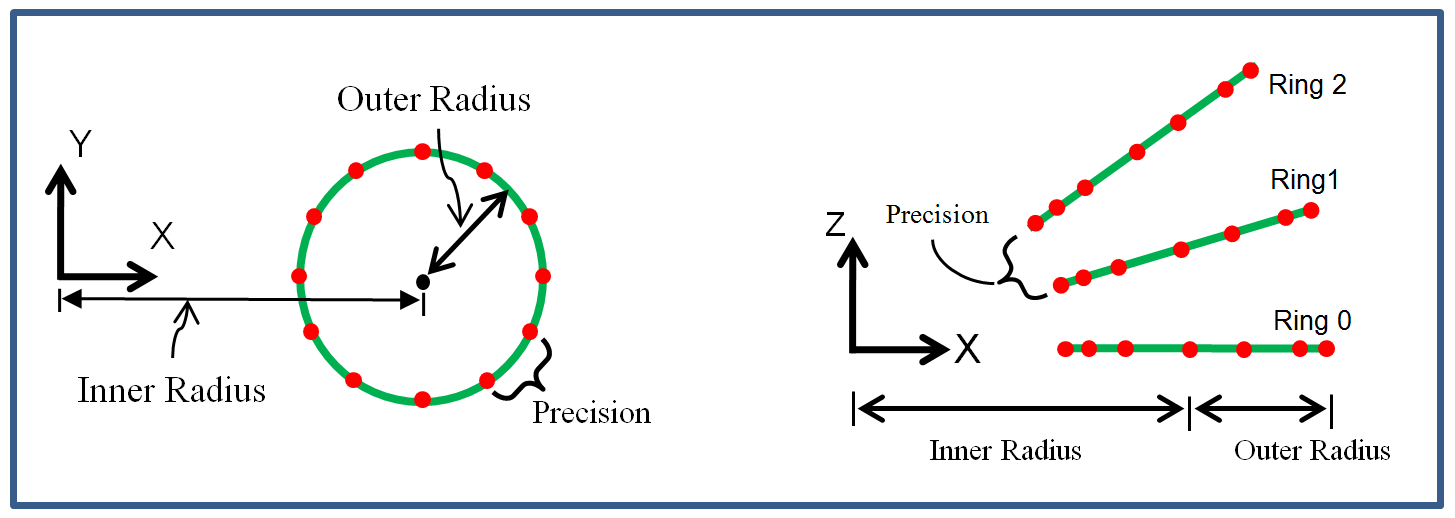 Outer Radius
Y
X
Inner Radius
Precision
Ring 2
Ring1
Precision
Z
Ring 0
X
Inner Radius
Outer Radius